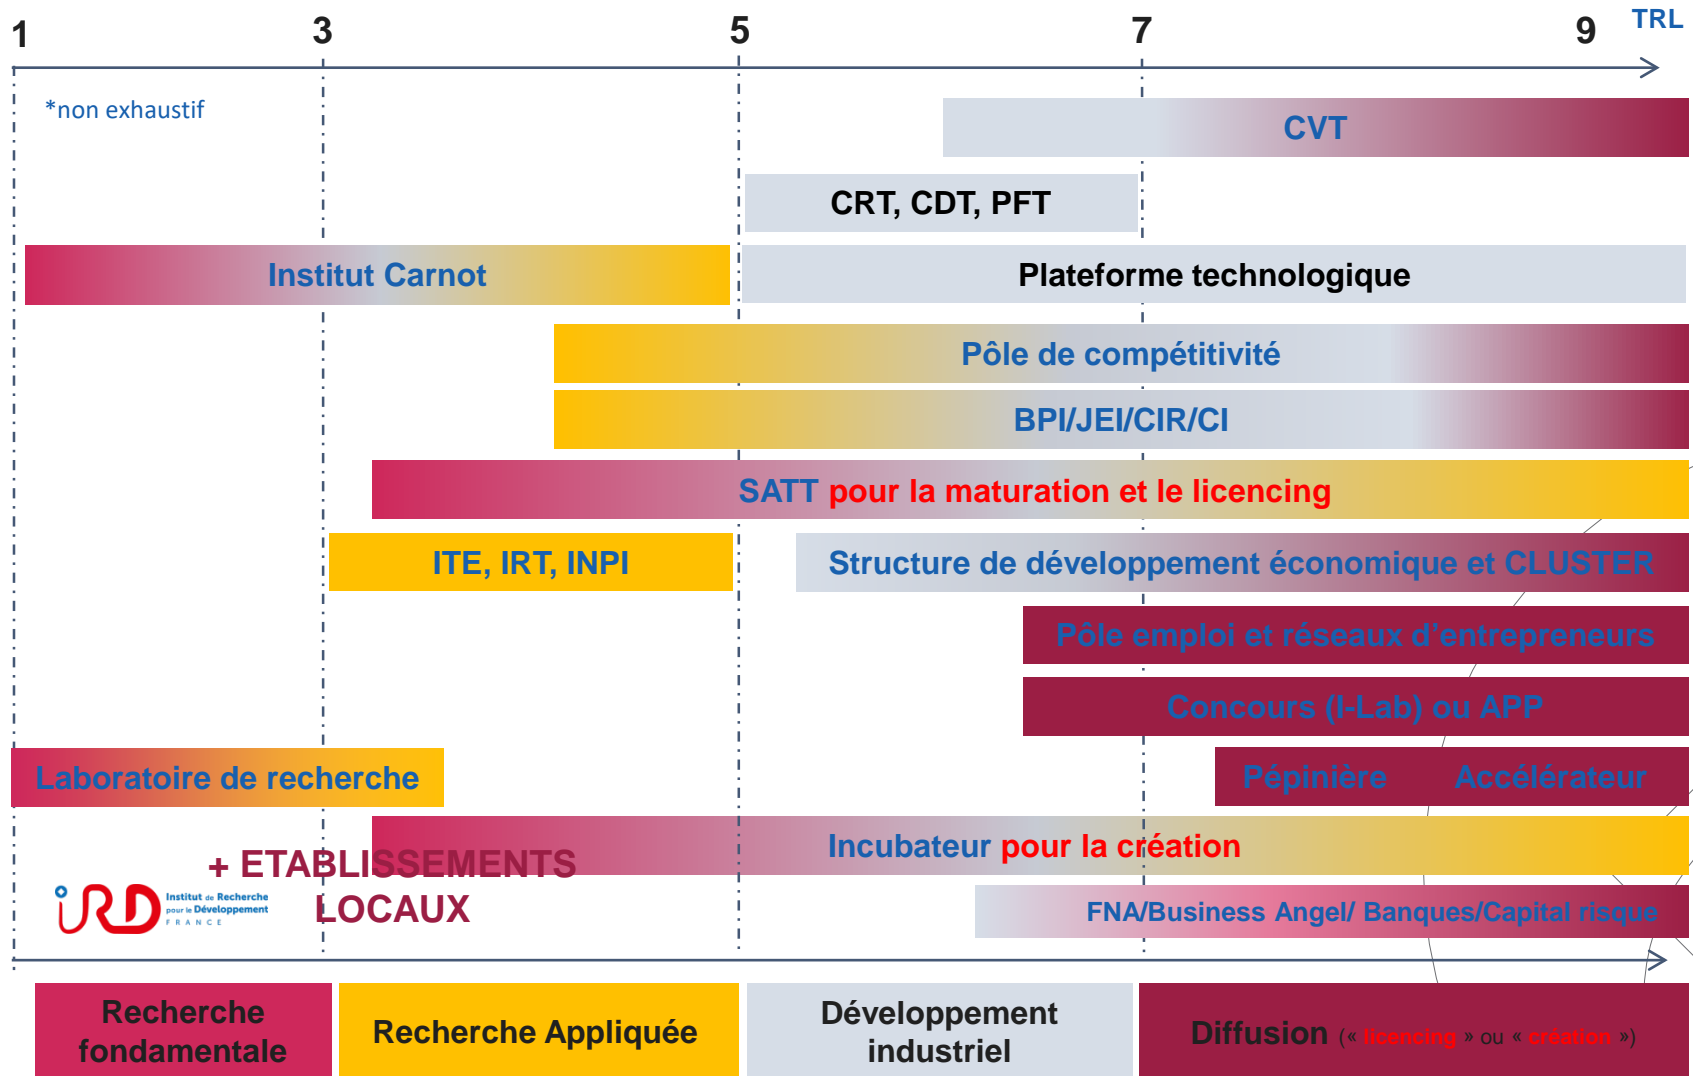 1 3 5 7 9 TRL
*non exhaustif
CVT
CRT, CDT, PFT
Institut Carnot
Plateforme technologique
Pôle de compétitivité
BPI/JEI/CIR/CI
SATT pour la maturation et le licencing
ITE, IRT, INPI
Structure de développement économique et CLUSTER
Pôle emploi et réseaux d’entrepreneurs
Concours (I-Lab) ou APP
Laboratoire de recherche
Pépinière Accélérateur
Incubateur pour la création
+ ETABLISSEMENTS
LOCAUX
iRD
Institut de Recherche
pour le Développement
FRANCE
FNA/Business Angel/ Banques/Capital risque
Recherche
fondamentale
Recherche Appliquée
Développement
industriel
Diffusion (« licencing » ou « création »)